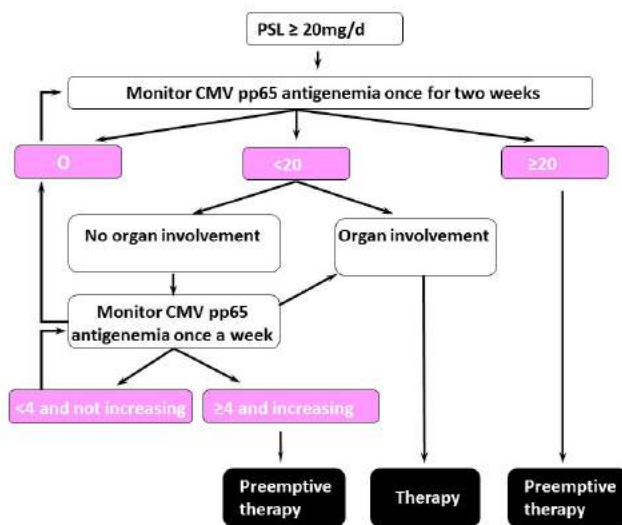 PSL ≥ 20mg/d
Monitor CMV pp65 antigenemia once for two weeks
O
<20
≥20
No organ involvement
Organ involvement
Monitor CMV pp65
antigenemia once a week
<4 and not increasing
≥4 and increasing
Preemptive
therapy
Therapy
Preemptive
therapy